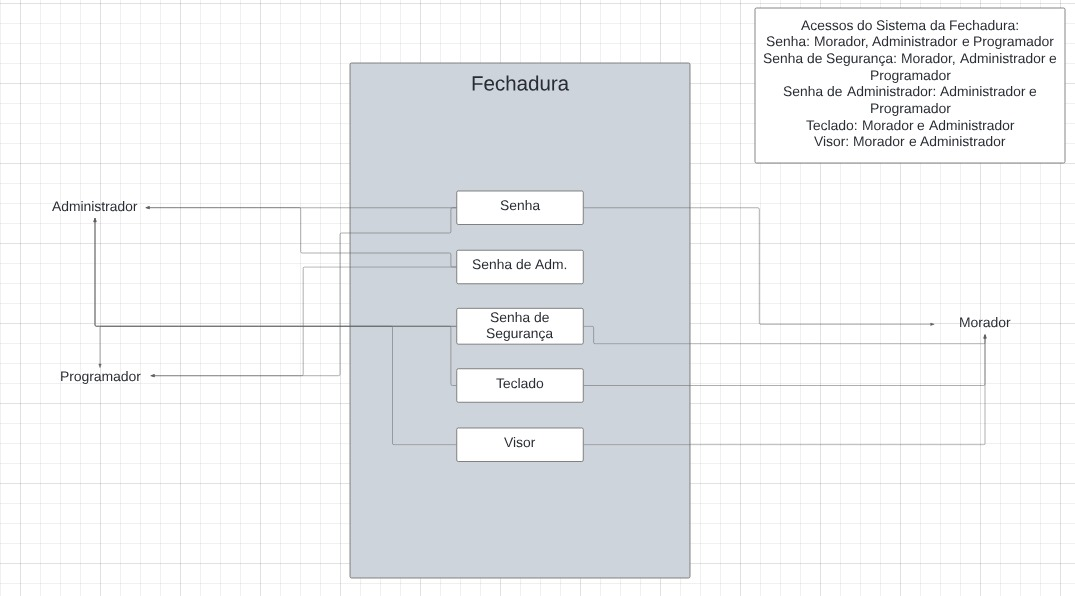 Acessos do Sistema da Fechadura:
Senha: Morador, Administrador e Programador
Senha de Segurança: Morador, Administrador e
Programador
Senha de Administrador: Administrador e
Programador
Teclado: Morador e Administrador
Visor: Morador e Administrador
Fechadura
Administrador
Senha
Senha de Adm.
Senha de
Segurança
Morador
Programador
Teclado
Visor